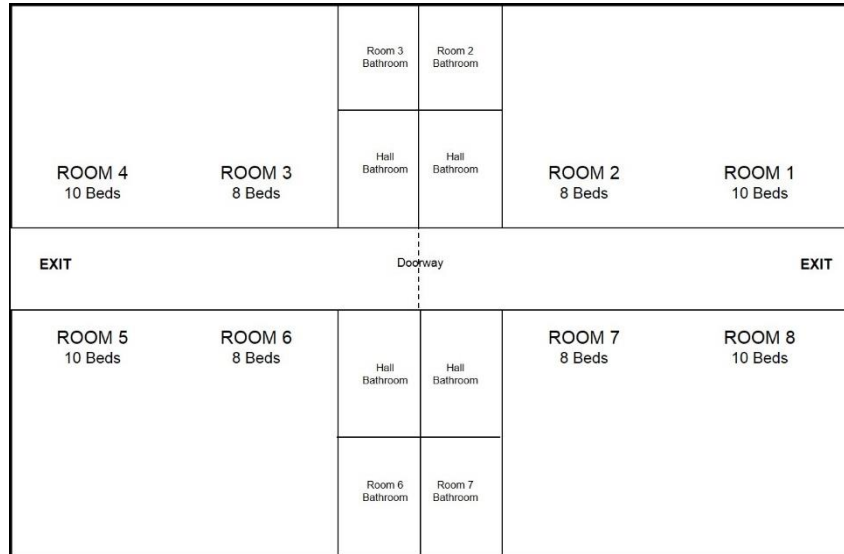 Room 3
Bathroom
Room 2
Bathroom
Hall
Bathroom
Hall
Bathroom
ROOM 4
10 Beds
ROOM 3
8 Beds
ROOM 2
8 Beds
ROOM 1
10 Beds
EXIT
Doorway
EXIT
ROOM 5
10 Beds
ROOM 6
8 Beds
ROOM 7
8 Beds
ROOM 8
10 Beds
Hall
Bathroom
Hall
Bathroom
Room 6
Bathroom
Room 7
Bathroom